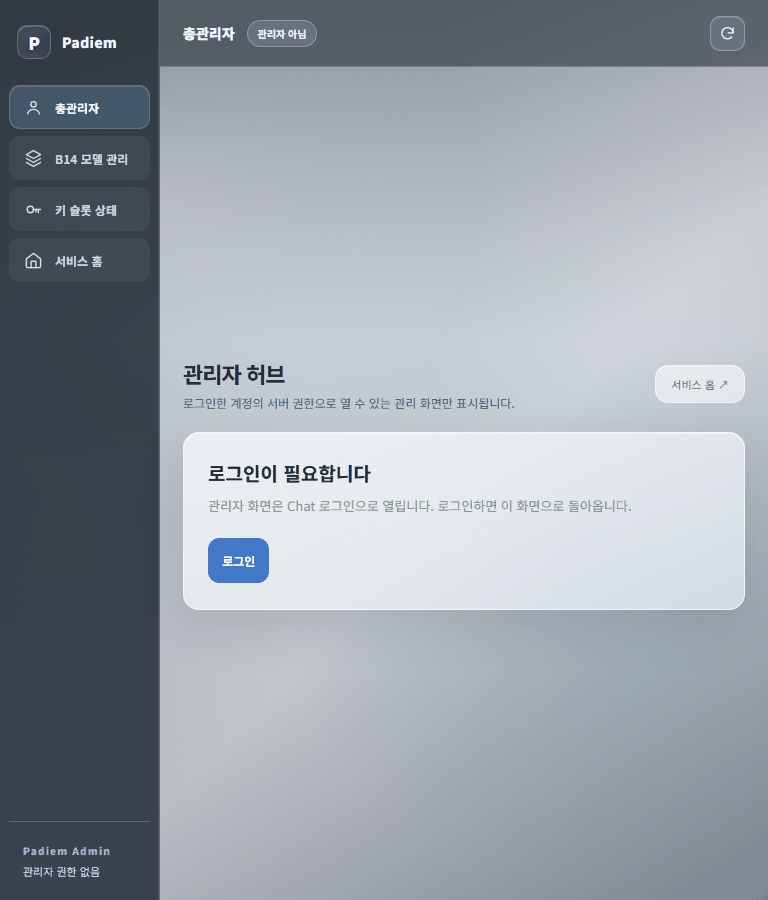 P Padiem
총관리자
B14 모델 관리
키 슬롯 상태
서비스 홈
Padiem Admin
관리자 권한 없음
총관리자 관리자 아님
관리자 허브
로그인한 계정의 서버 권한으로 열 수 있는 관리 화면만 표시됩니다.
서비스 홈 ↗
로그인이 필요합니다
관리자 화면은 Chat 로그인으로 열립니다. 로그인하면 이 화면으로 돌아옵니다.
로그인